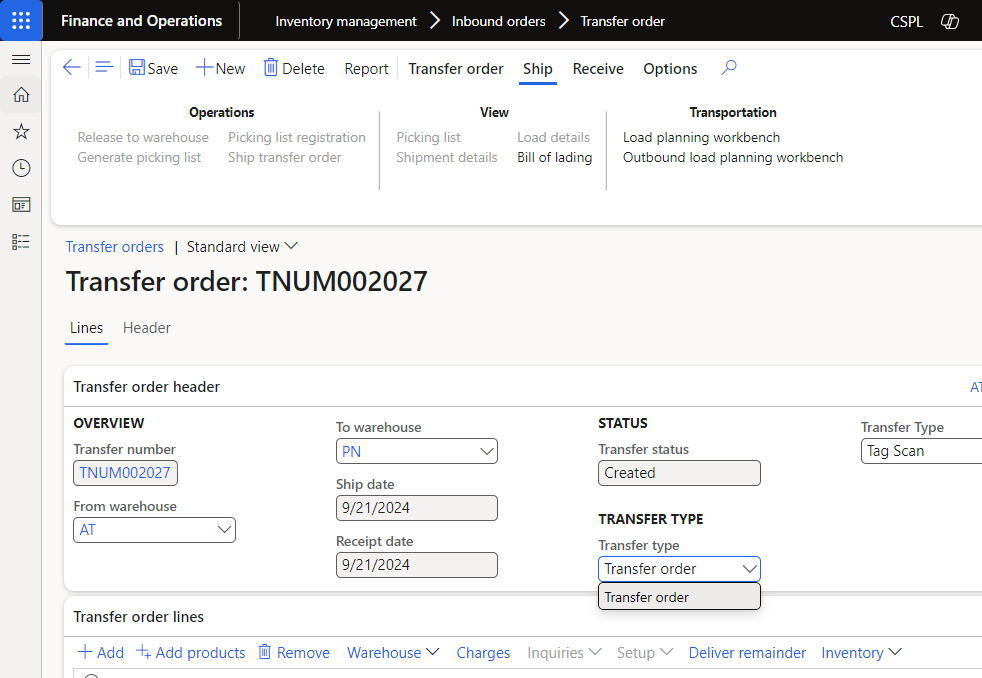 Finance and Operations
Inventory management > Inbound orders > Transfer order
CSPL
Save New Delete Report Transfer order Ship Receive Options
Operations
Release to warehouse Picking list registration
Generate picking list Ship transfer order
View
Picking list Load details
Shipment details Bill of lading
Transportation
Load planning workbench
Outbound load planning workbench
Transfer orders | Standard view
Transfer order: TNUM002027
Lines Header
Transfer order header
AT
OVERVIEW
Transfer number
TNUM002027
From warehouse
AT
To warehouse
PN
Ship date
9/21/2024
Receipt date
9/21/2024
STATUS
Transfer status
Created
TRANSFER TYPE
Transfer type
Transfer order
Transfer order
Transfer Type
Tag Scan
Transfer order lines
Add Add products Remove Warehouse Charges Inquiries Setup Deliver remainder Inventory